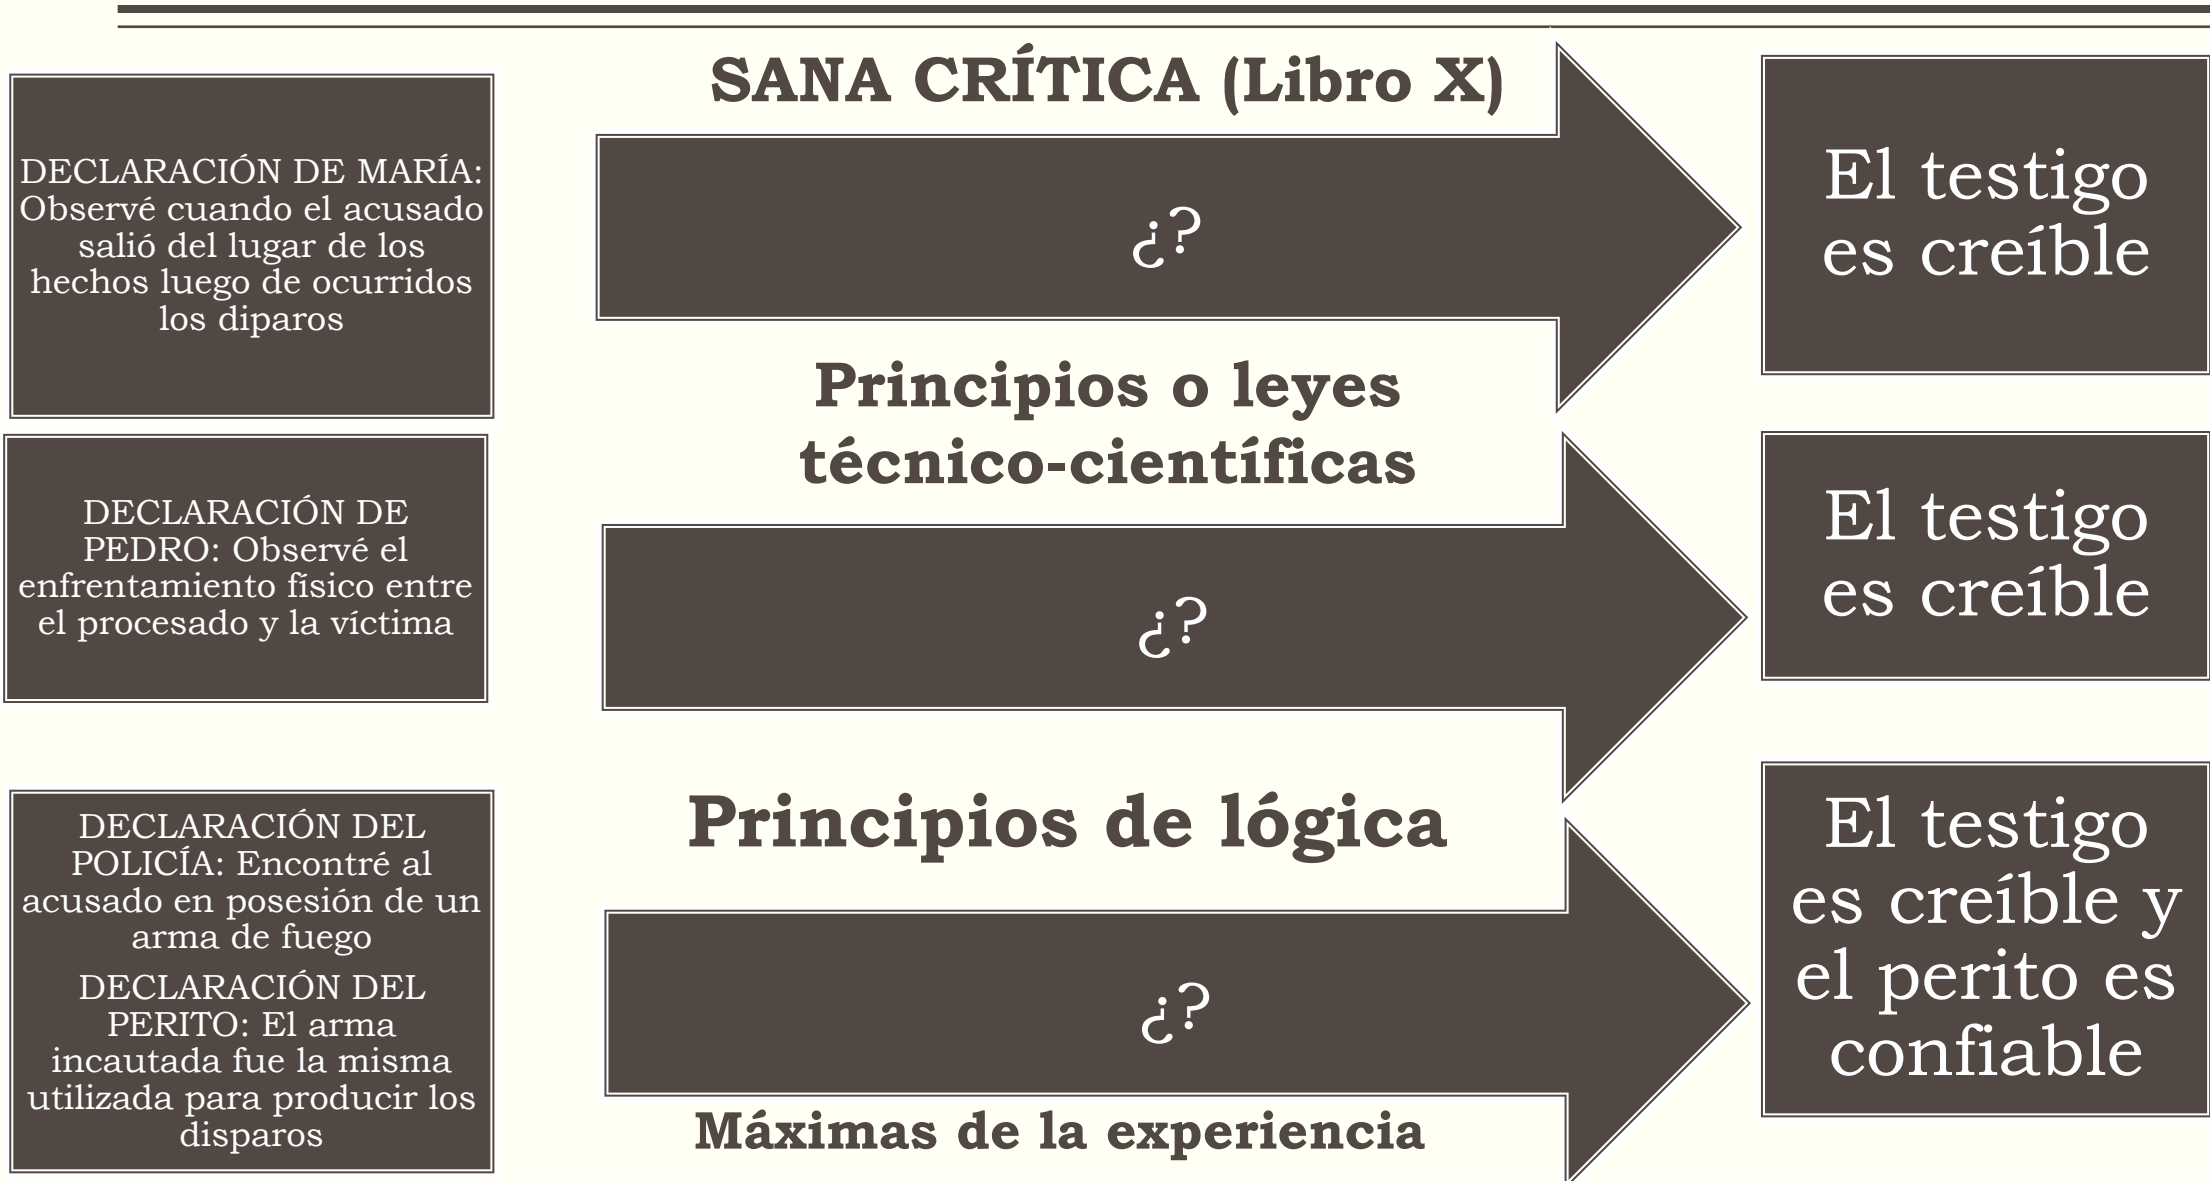 SANA CRÍTICA (Libro X)
DECLARACIÓN DE MARÍA:
Observé cuando el acusado
salió del lugar de los
hechos luego de ocurridos
los diparos
¿?
El testigo
es creíble
Principios o leyes
técnico-científicas
DECLARACIÓN DE
PEDRO: Observé el
enfrentamiento físico entre
el procesado y la víctima
¿?
El testigo
es creíble
Principios de lógica
DECLARACIÓN DEL
POLICÍA: Encontré al
acusado en posesión de un
arma de fuego
DECLARACIÓN DEL
PERITO: El arma
incautada fue la misma
utilizada para producir los
disparos
¿?
El testigo
es creíble y
el perito es
confiable
Máximas de la experiencia